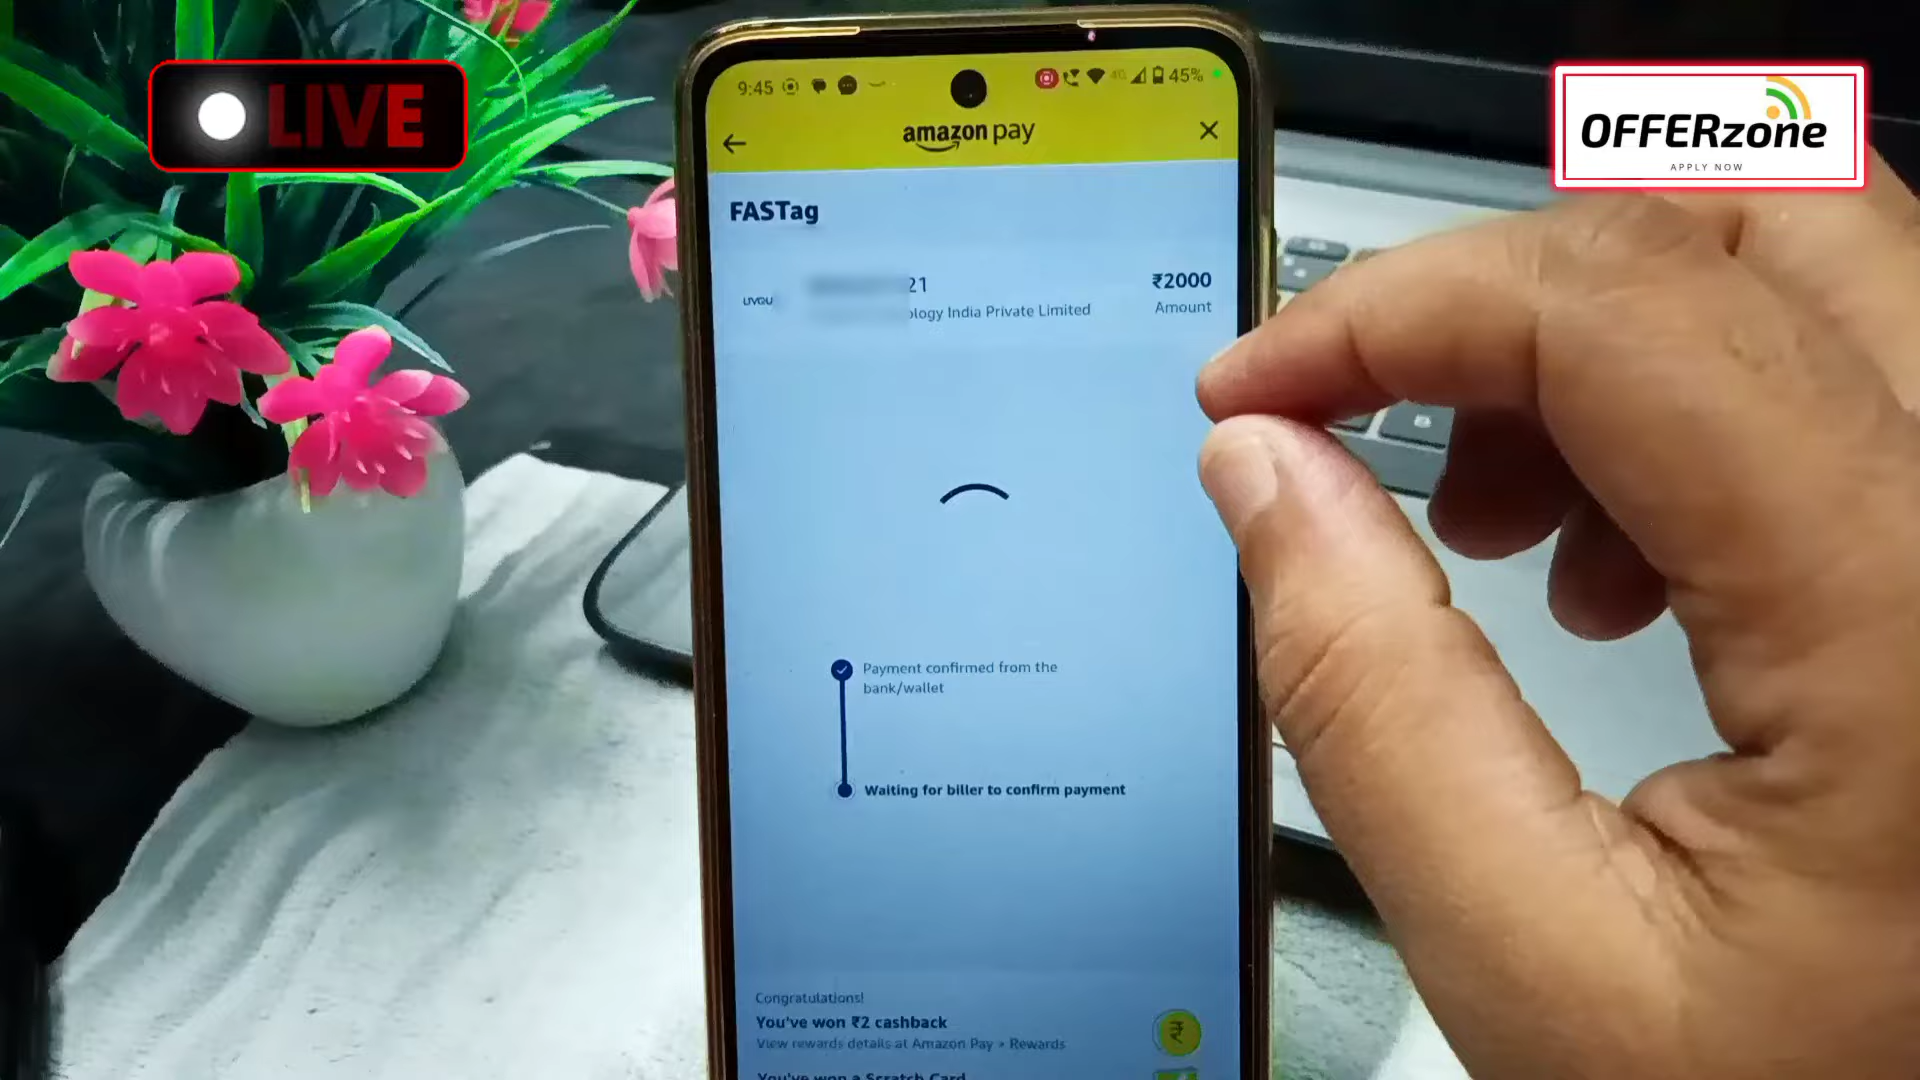 LIVE
OFFERzone
APPLY NOW
9:45
4G
45%
amazon pay
FASTag
LIVQU
21
ology India Private Limited
₹2000
Amount
Payment confirmed from the
bank/wallet
Waiting for biller to confirm payment
Congratulations!
You've won ₹2 cashback
View rewards details at Amazon Pay > Rewards
You've won a Scratch Card